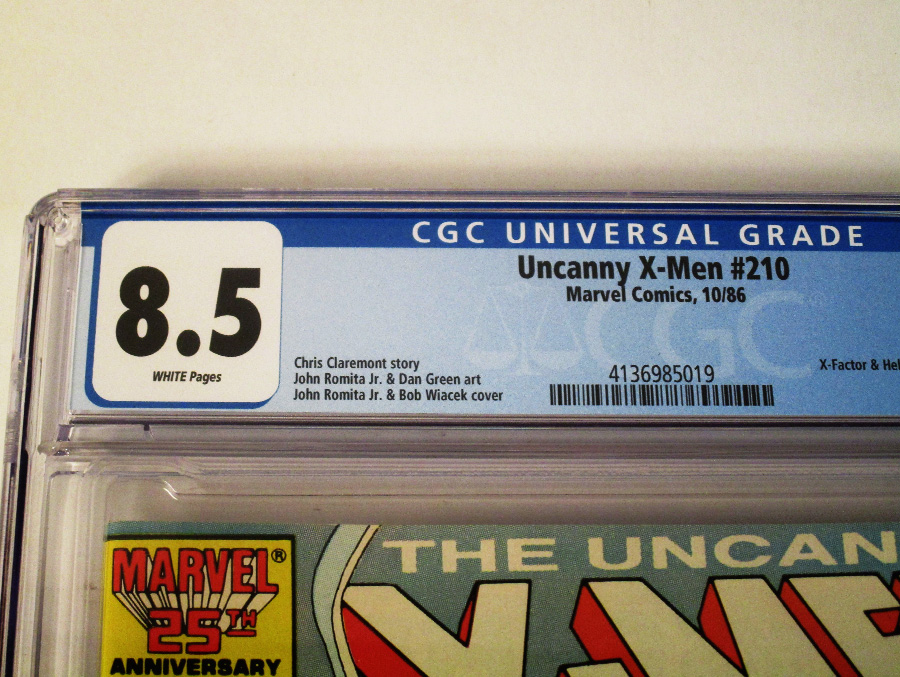 CGC UNIVERSAL GRADE
8.5
WHITE Pages
Uncanny X-Men #210
Marvel Comics, 10/86
CGC
Chris Claremont story
John Romita Jr. & Dan Green art
John Romita Jr. & Bob Wiacek cover
4136985019
X-Factor &
MARVEL®
25TH
ANNIVERSARY
THE